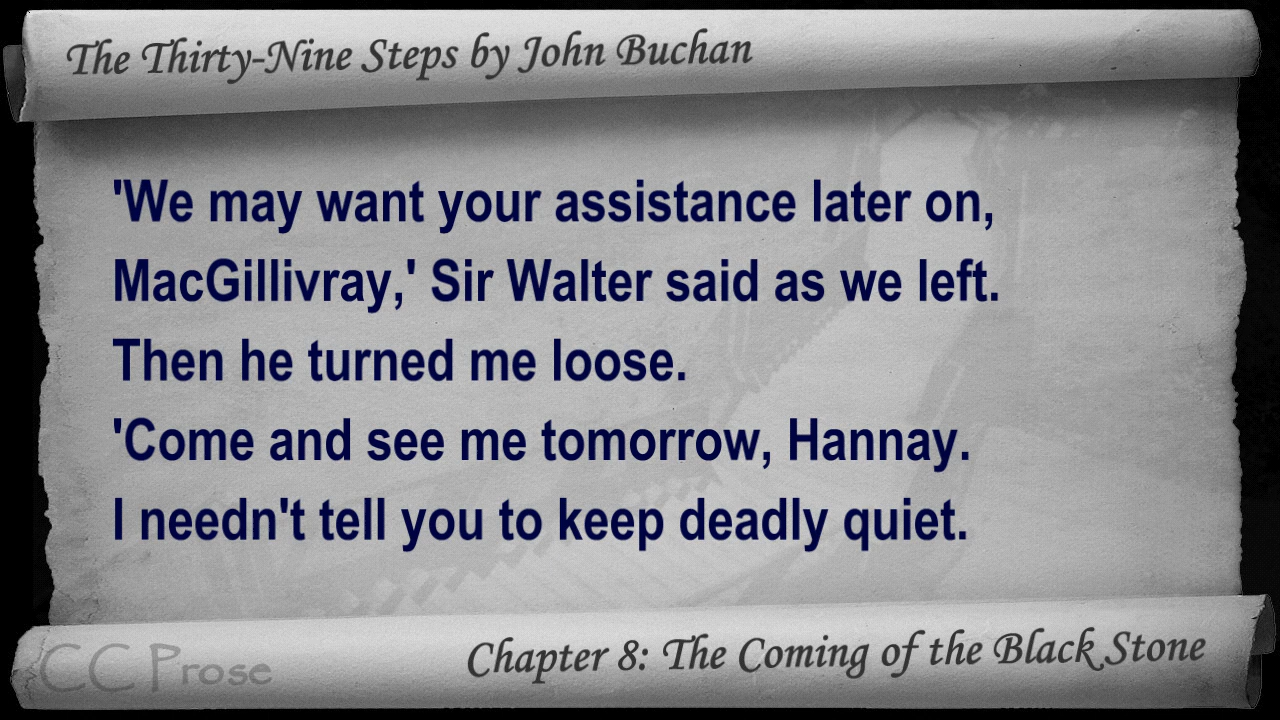 The Thirty-Nine Steps by John Buchan
'We may want your assistance later on,
MacGillivray,' Sir Walter said as we left.
Then he turned me loose.
'Come and see me tomorrow, Hannay.
I needn't tell you to keep deadly quiet.
CC Prose
Chapter 8: The Coming of the Black Stone